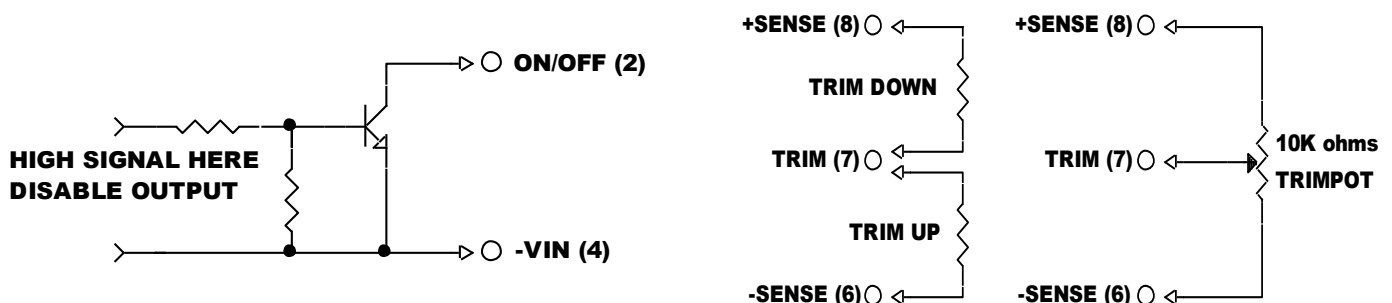 ON/OFF (2)
HIGH SIGNAL HERE
DISABLE OUTPUT
-VIN (4)
+SENSE (8)
TRIM DOWN
TRIM (7)
TRIM UP
-SENSE (6)
+SENSE (8)
10K ohms
TRIM (7)
TRIMPOT
-SENSE (6)